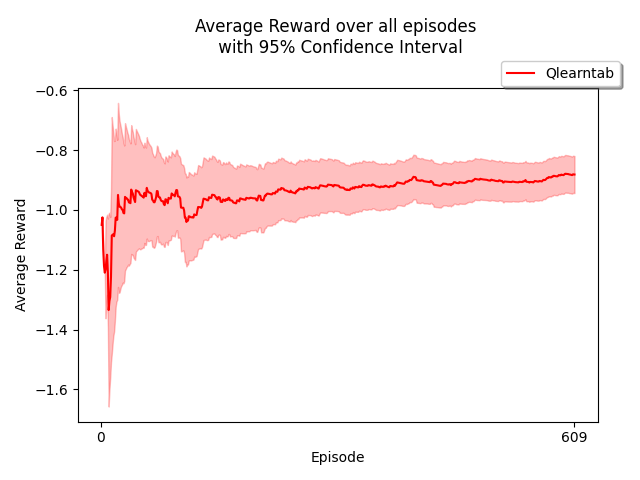 Average Reward over all episodes
with 95% Confidence Interval
Qlearntab
−0.6
−0.8
−1.0
−1.2
−1.4
−1.6
Average Reward
0
609
Episode